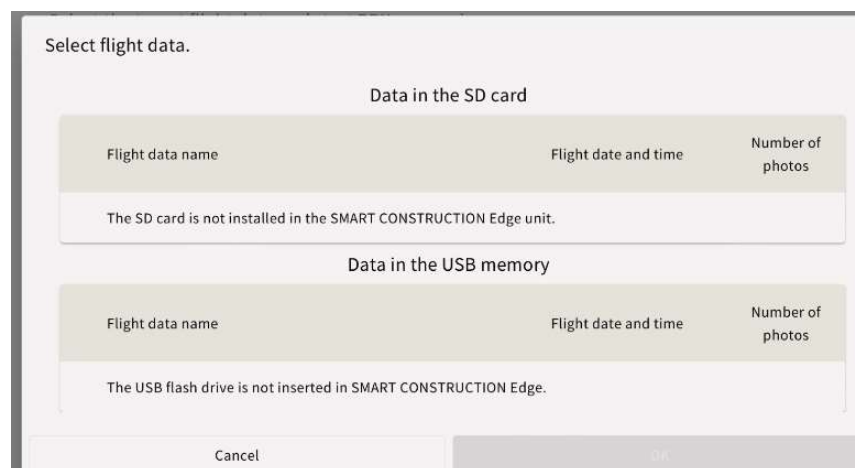 Select flight data.
Data in the SD card
Flight data name Flight date and time Number of photos
The SD card is not installed in the SMART CONSTRUCTION Edge unit.
Data in the USB memory
Flight data name Flight date and time Number of photos
The USB flash drive is not inserted in SMART CONSTRUCTION Edge.
Cancel OK